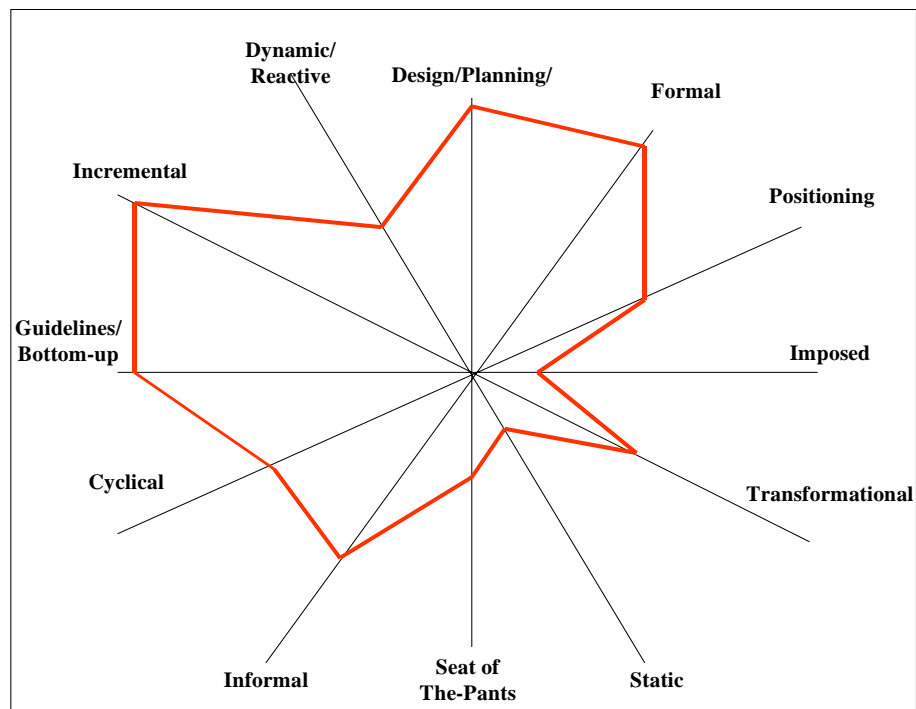 Dynamic/
Reactive
Design/Planning/
Formal
Incremental
Positioning
Guidelines/
Bottom-up
Imposed
Cyclical
Transformational
Informal
Seat of
The-Pants
Static